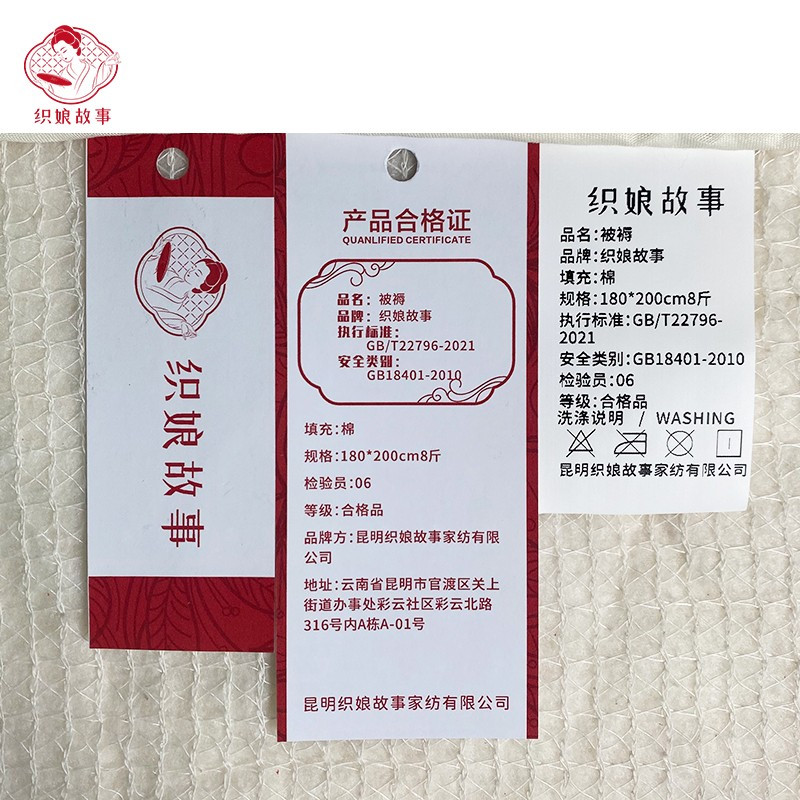 织娘故事
织娘故事
产品合格证
QUANLIFIED CERTIFICATE
品名：被褥
品牌：织娘故事
执行标准：
GB/T22796-2021
安全类别：
GB18401-2010
填充：棉
规格：180*200cm8斤
检验员：06
等级：合格品
品牌方：昆明织娘故事家纺有限
公司
地址：云南省昆明市官渡区关上
街道办事处彩云社区彩云北路
316号内A栋A-01号
昆明织娘故事家纺有限公司
织娘故事
品名：被褥
品牌：织娘故事
填充：棉
规格：180*200cm8斤
执行标准：GB/T22796-
2021
安全类别：GB18401-2010
检验员：06
等级：合格品
洗涤说明 / WASHING
昆明织娘故事家纺有限公司